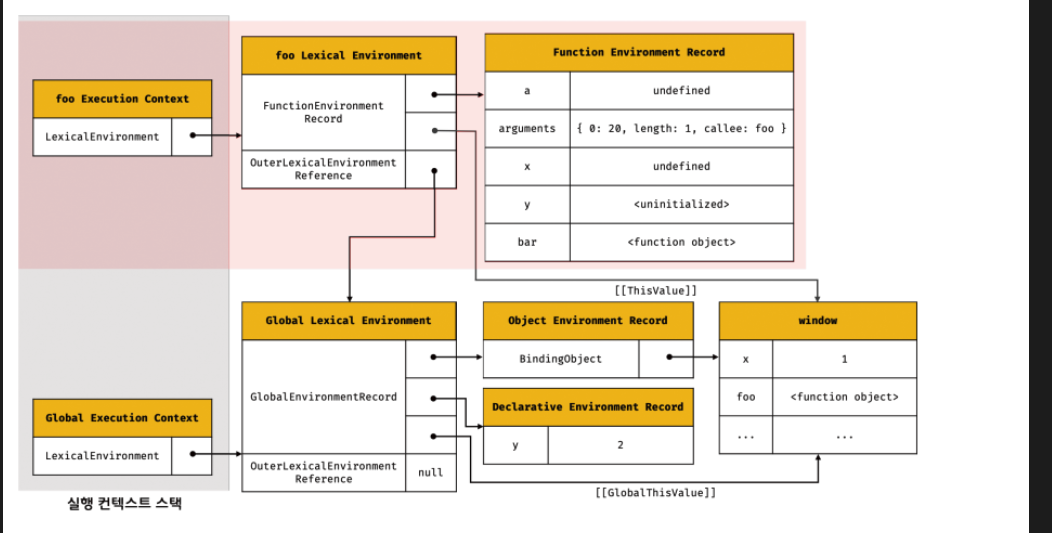 foo Execution Context
LexicalEnvironment
foo Lexical Environment
FunctionEnvironment
Record
OuterLexicalEnvironment
Reference
Function Environment Record
a undefined
arguments { 0: 20, length: 1, callee: foo }
x undefined
y <uninitialized>
bar <function object>
[[ThisValue]]
Global Execution Context
LexicalEnvironment
Global Lexical Environment
GlobalEnvironmentRecord
OuterLexicalEnvironment
Reference
null
Object Environment Record
BindingObject
Declarative Environment Record
y 2
window
x 1
foo <function object>
... ...
[[GlobalThisValue]]
실행 컨텍스트 스택